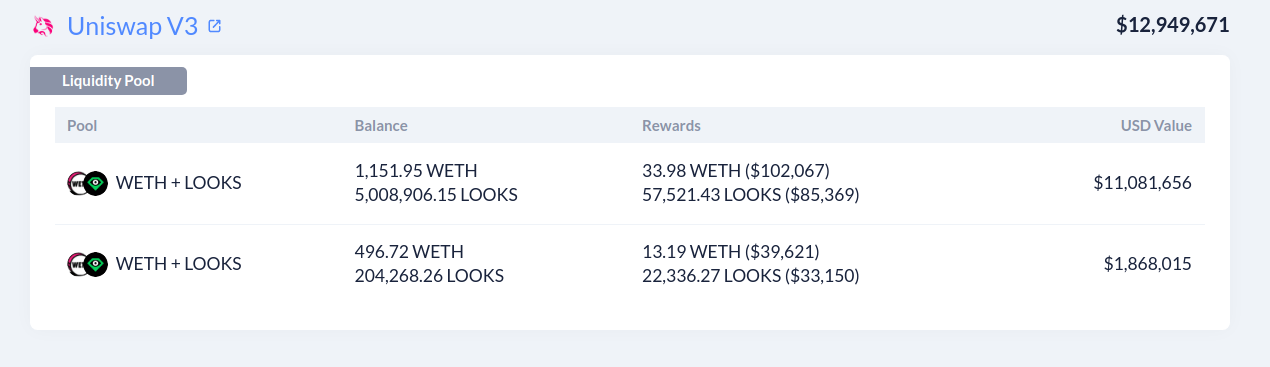 Uniswap V3 $12,949,671
Liquidity Pool
Pool Balance Rewards USD Value
1,151.95 WETH 33.98 WETH ($102,067)
WETH + LOOKS $11,081,656
5,008,906.15 LOOKS 57,521.43 LOOKS ($85,369)
496.72 WETH 13.19 WETH ($39,621)
WETH + LOOKS $1,868,015
204,268.26 LOOKS 22,336.27 LOOKS ($33,150)